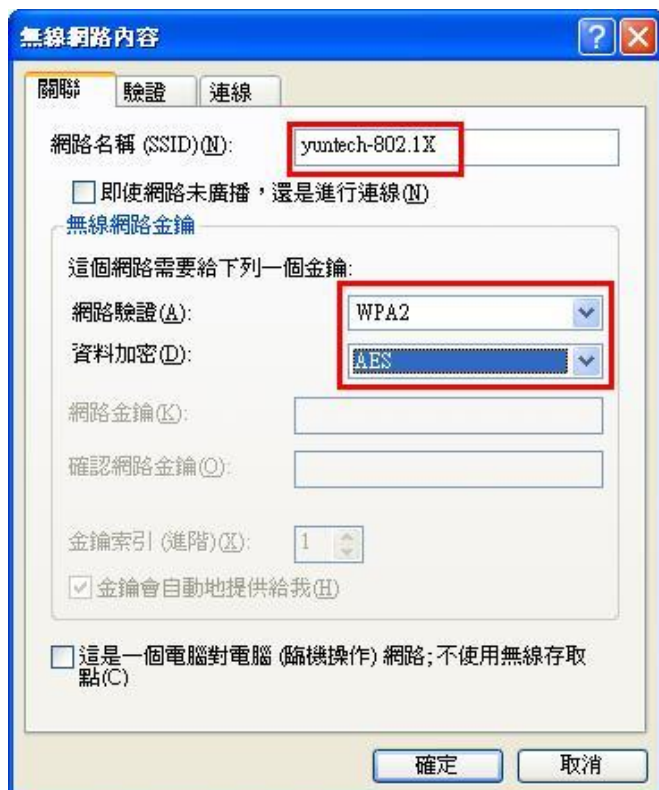 無線網路內容
關聯 驗證 連線
網路名稱 (SSID)(N): yuntech-802.1X
即使網路未廣播，還是進行連線(N)
無線網路金鑰
這個網路需要給下列一個金鑰:
網路驗證(A): WPA2
資料加密(D): AES
網路金鑰(K):
確認網路金鑰(O):
金鑰索引 (進階)(X): 1
金鑰會自動地提供給我(H)
這是一個電腦對電腦 (臨機操作) 網路;不使用無線存取
點(C)
確定 取消